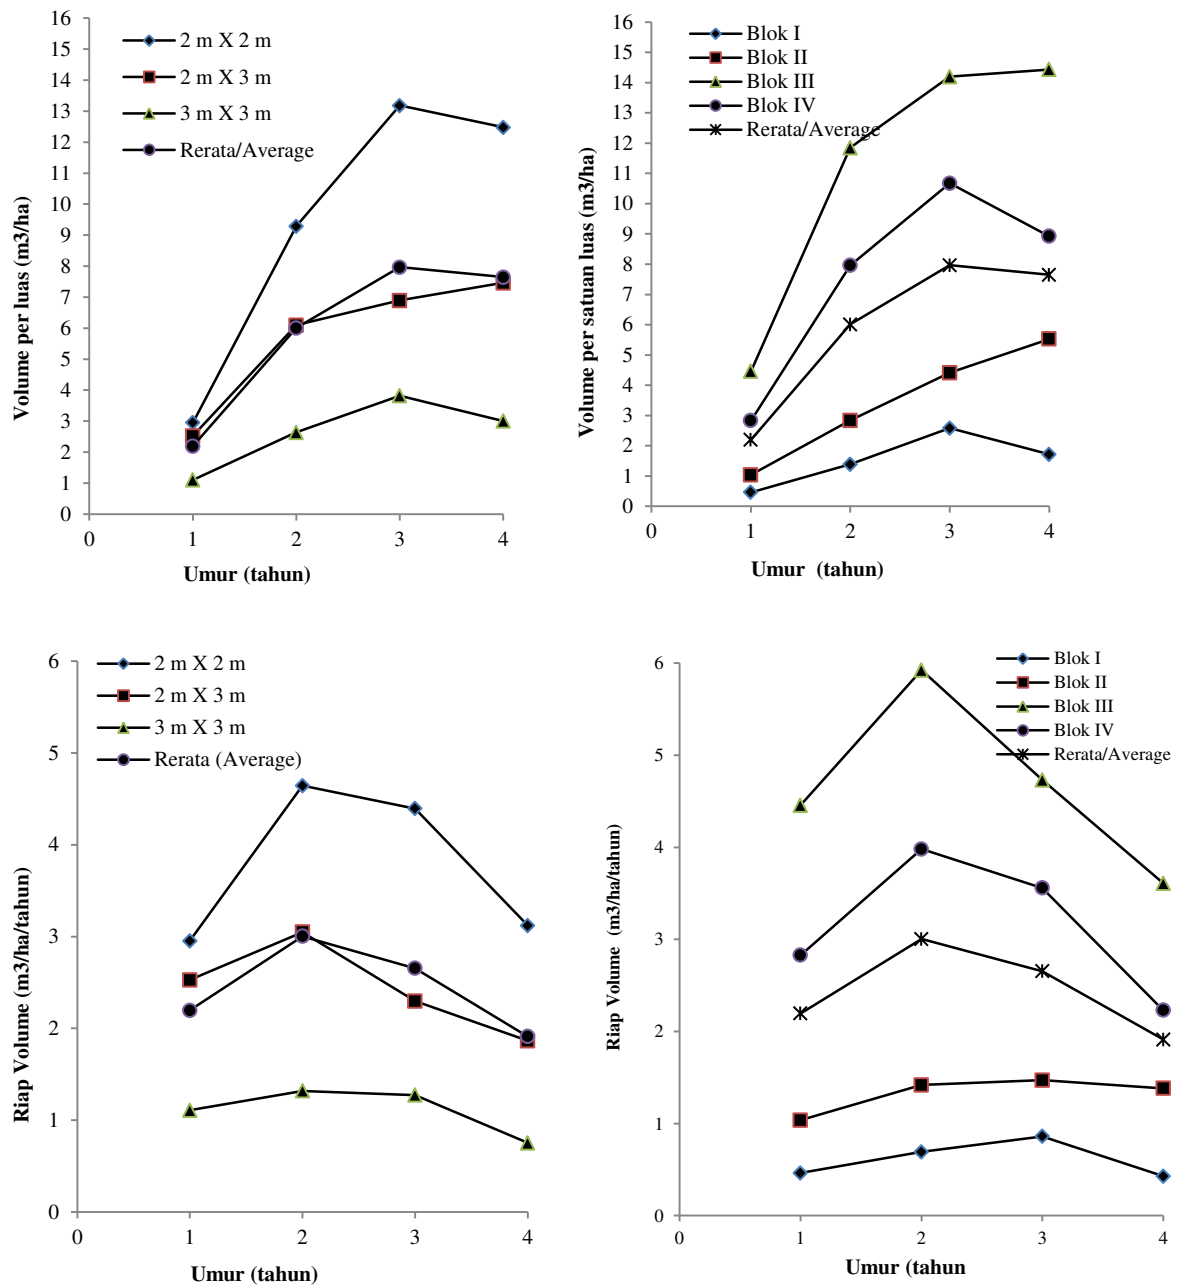 16
15
14
13
12
11
10
9
8
7
6
5
4
3
2
1
0
0
1
2
3
4
Volume per luas (m3/ha)
Umur (tahun)
2 m X 2 m
2 m X 3 m
3 m X 3 m
Rerata/Average
16
15
14
13
12
11
10
9
8
7
6
5
4
3
2
1
0
0
1
2
3
4
Volume per satuan luas (m3/ha)
Umur (tahun)
Blok I
Blok II
Blok III
Blok IV
Rerata/Average
6
5
4
3
2
1
0
0
1
2
3
4
Riap Volume (m3/ha/tahun)
Umur (tahun)
2 m X 2 m
2 m X 3 m
3 m X 3 m
Rerata (Average)
6
5
4
3
2
1
0
0
1
2
3
4
Riap Volume (m3/ha/tahun)
Umur (tahun
Blok I
Blok II
Blok III
Blok IV
Rerata/Average